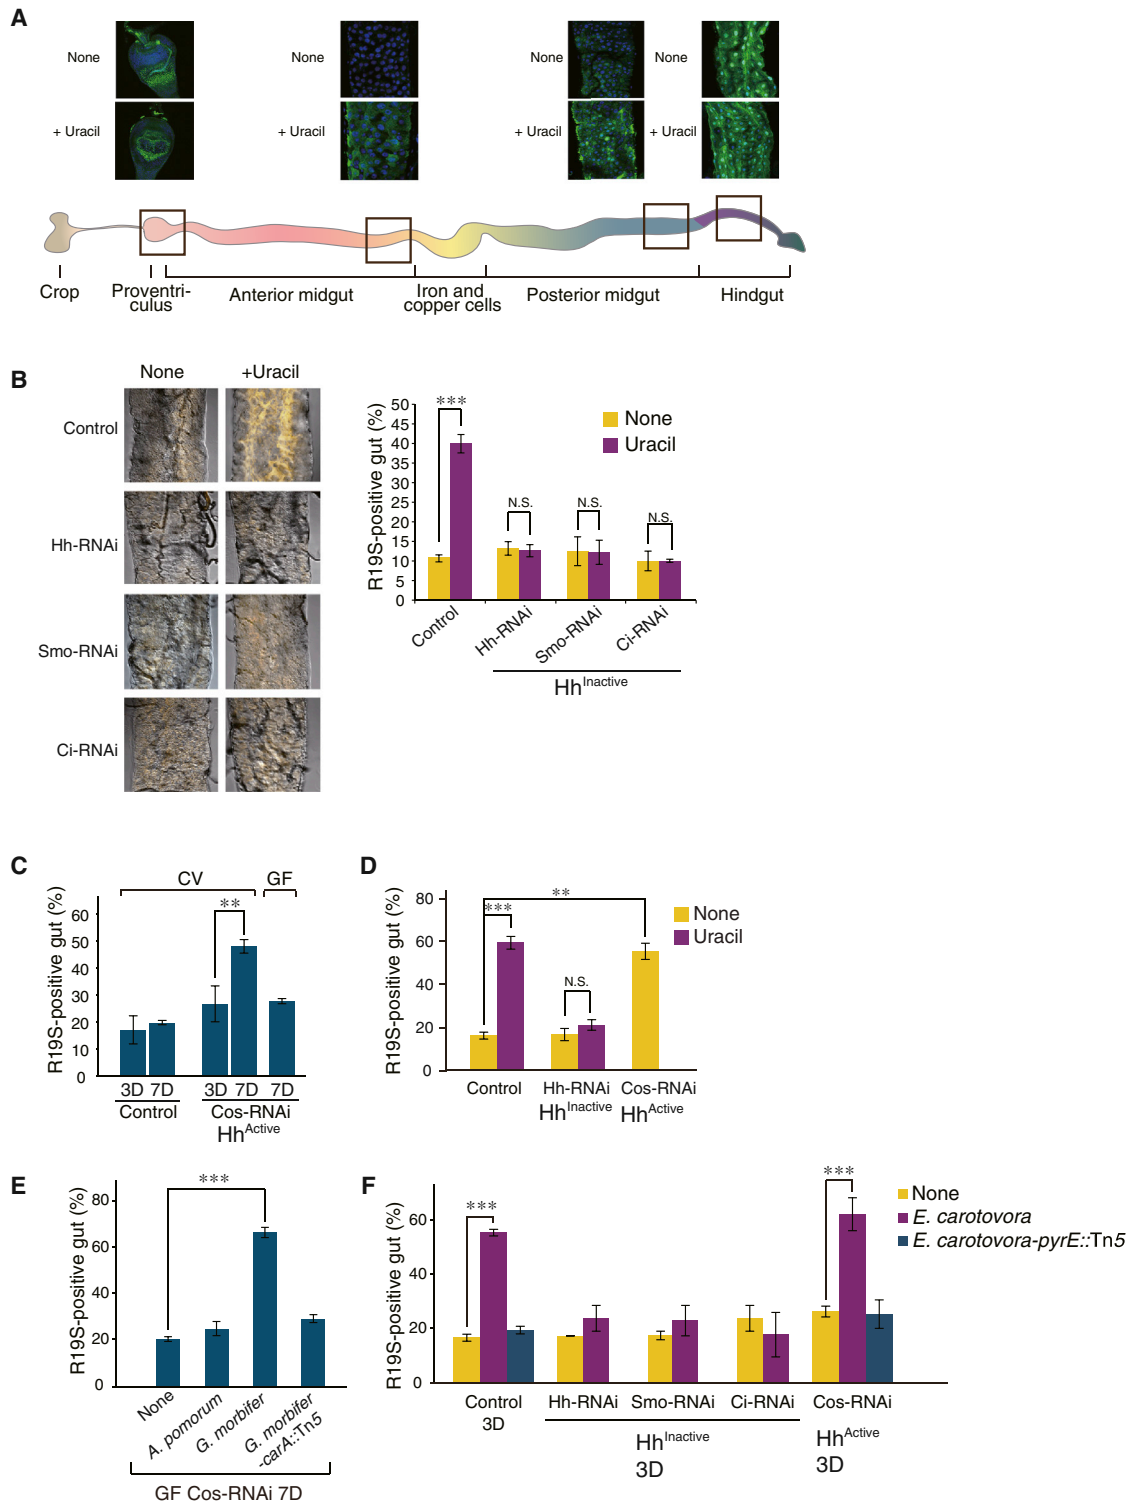 A
None
None
None
None
+ Uracil
+ Uracil
+ Uracil
+ Uracil
Crop
Proventri-
culus
Anterior midgut
Iron and
copper cells
Posterior midgut
Hindgut
B
None
+Uracil
Control
Hh-RNAi
Smo-RNAi
Ci-RNAi
R19S-positive gut (%)
50
45
40
35
30
25
20
15
10
5
0
***
N.S.
N.S.
N.S.
None
Uracil
Control
Hh-RNAi
Smo-RNAi
Ci-RNAi
HhInactive
C
CV
GF
**
R19S-positive gut (%)
60
50
40
30
20
10
0
3D
7D
3D
7D
7D
Control
Cos-RNAi
HhActive
D
R19S-positive gut (%)
80
60
40
20
0
**
***
N.S.
None
Uracil
Control
Hh-RNAi
Cos-RNAi
HhInactive
HhActive
E
***
R19S-positive gut (%)
80
60
40
20
0
None
A. pomorum
G. morbifer
G. morbifer
-carA::Tn5
GF Cos-RNAi 7D
F
R19S-positive gut (%)
60
40
20
0
***
***
None
E. carotovora
E. carotovora-pyrE::Tn5
Control
3D
Hh-RNAi
Smo-RNAi
Ci-RNAi
Cos-RNAi
HhInactive
3D
HhActive
3D